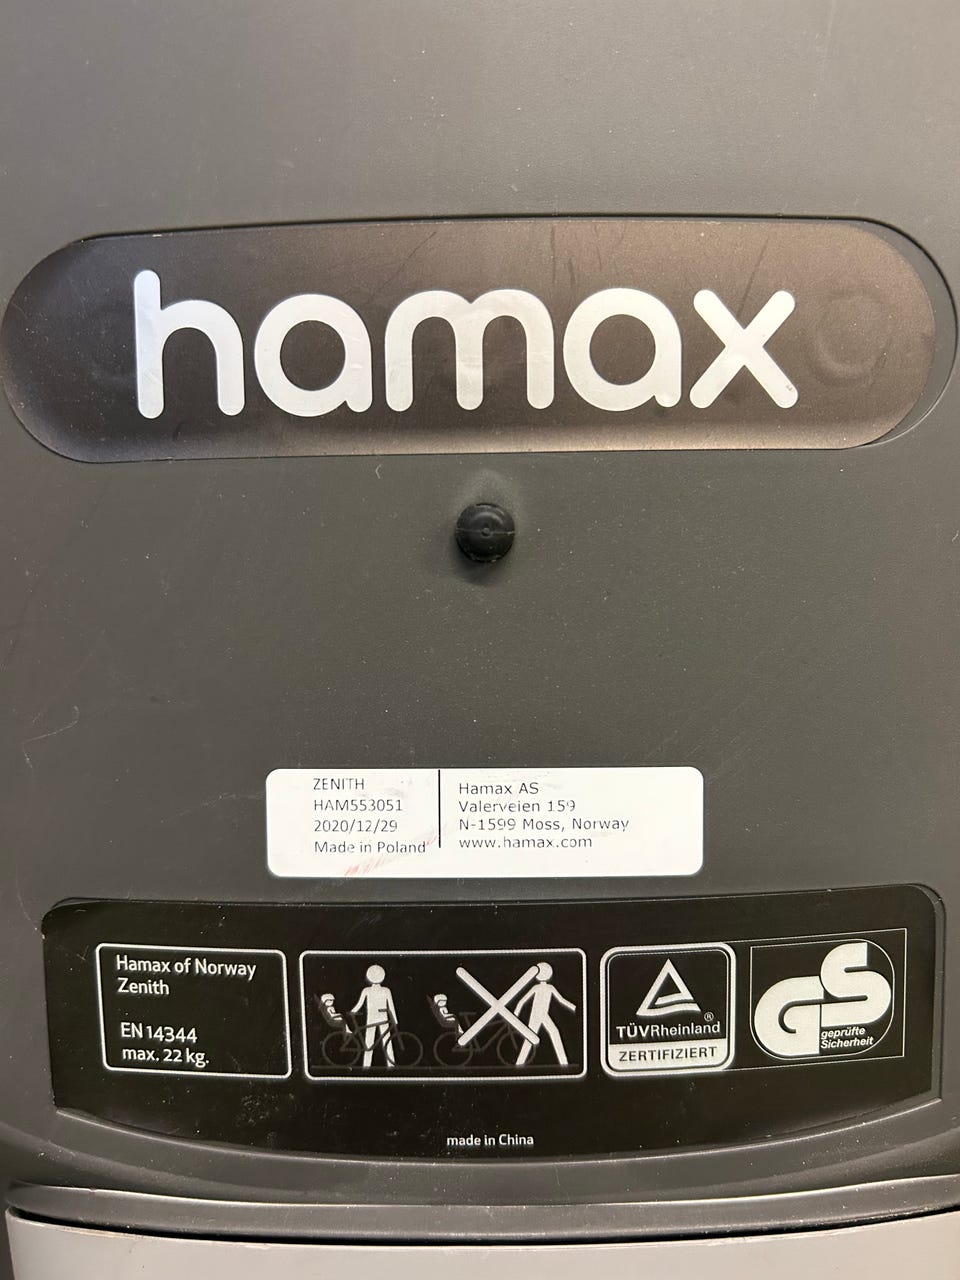 hamax
ZENITH
HAM553051
2020/12/29
Made in Poland
Hamax AS
Valerveien 159
N-1599 Moss, Norway
www.hamax.com
Hamax of Norway
Zenith
EN 14344
max. 22 kg.
®
TÜVRheinland
ZERTIFIZIERT
GS
geprüfte
Sicherheit
made in China